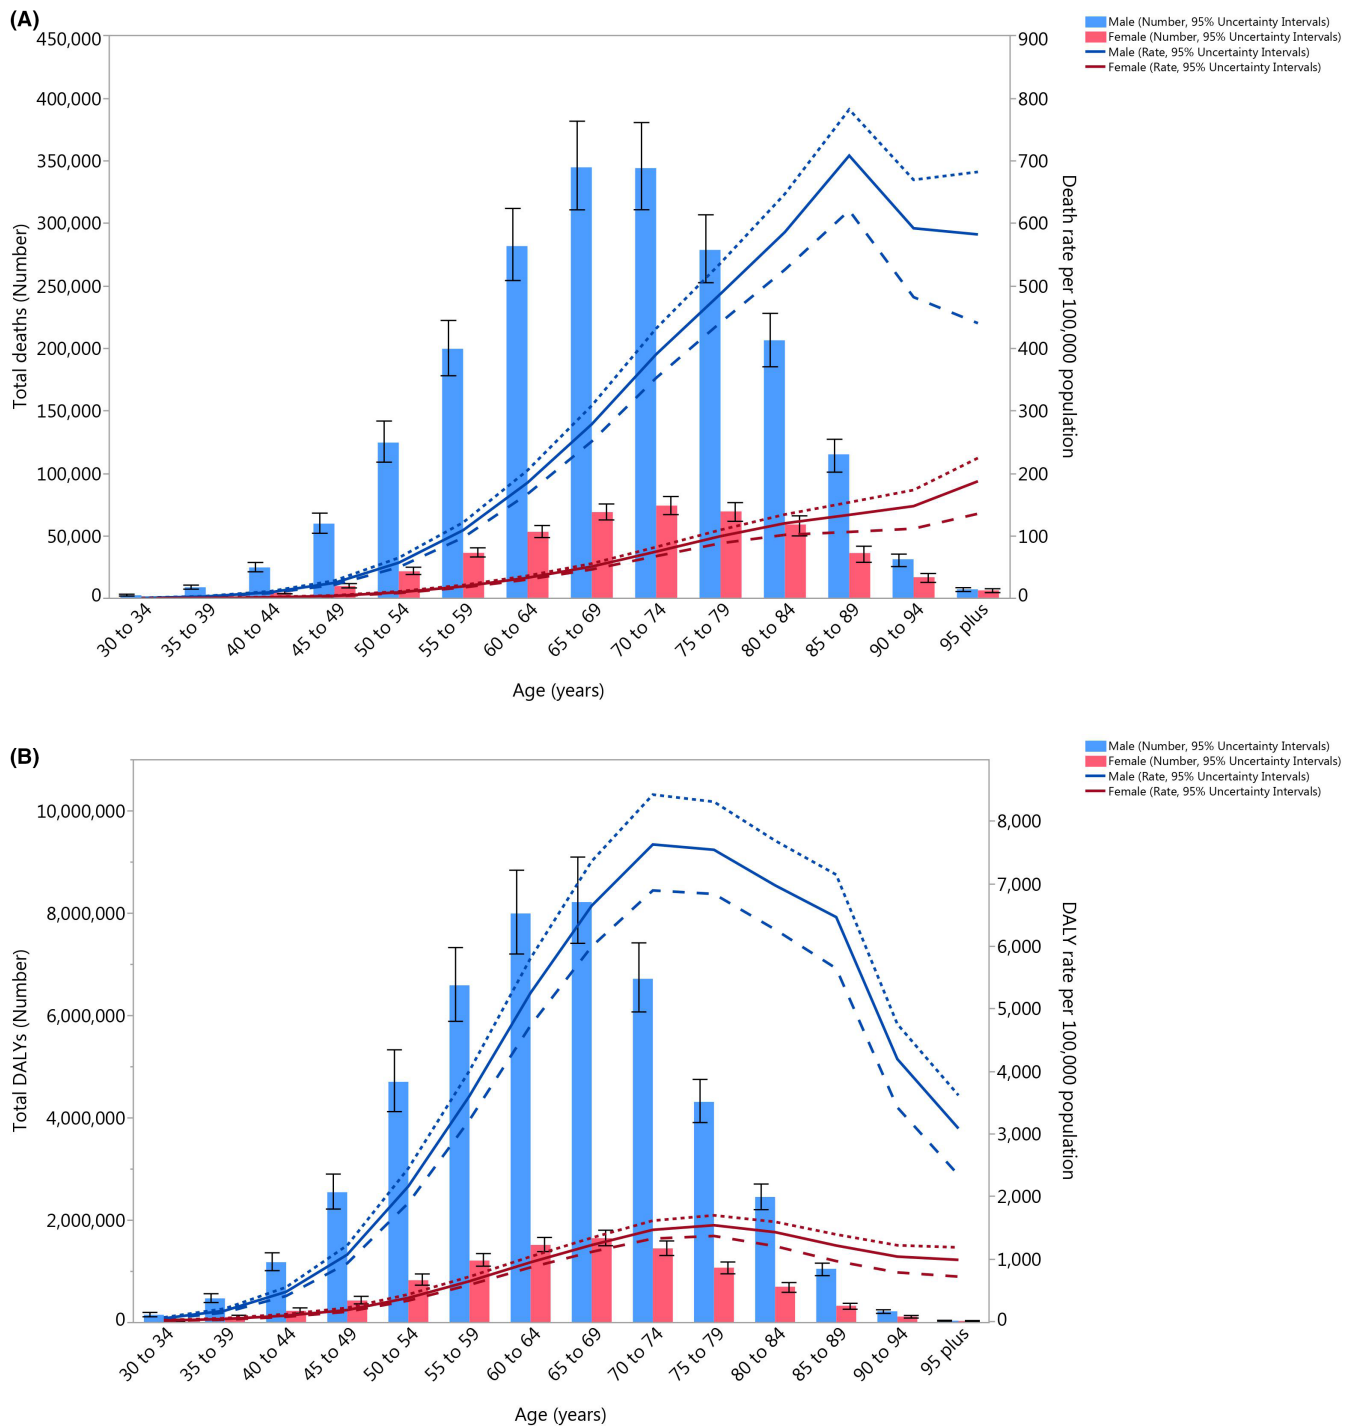 (A)
Male (Number, 95% Uncertainty Intervals)
Female (Number, 95% Uncertainty Intervals)
Male (Rate, 95% Uncertainty Intervals)
Female (Rate, 95% Uncertainty Intervals)
Total deaths (Number)
450,000
400,000
350,000
300,000
250,000
200,000
150,000
100,000
50,000
0
900
800
700
600
500
400
300
200
100
0
Death rate per 100,000 population
30 to 34
35 to 39
40 to 44
45 to 49
50 to 54
55 to 59
60 to 64
65 to 69
70 to 74
75 to 79
80 to 84
85 to 89
90 to 94
95 plus
Age (years)
(B)
Male (Number, 95% Uncertainty Intervals)
Female (Number, 95% Uncertainty Intervals)
Male (Rate, 95% Uncertainty Intervals)
Female (Rate, 95% Uncertainty Intervals)
Total DALYs (Number)
10,000,000
8,000,000
6,000,000
4,000,000
2,000,000
0
8,000
7,000
6,000
5,000
4,000
3,000
2,000
1,000
0
DALY rate per 100,000 population
30 to 34
35 to 39
40 to 44
45 to 49
50 to 54
55 to 59
60 to 64
65 to 69
70 to 74
75 to 79
80 to 84
85 to 89
90 to 94
95 plus
Age (years)